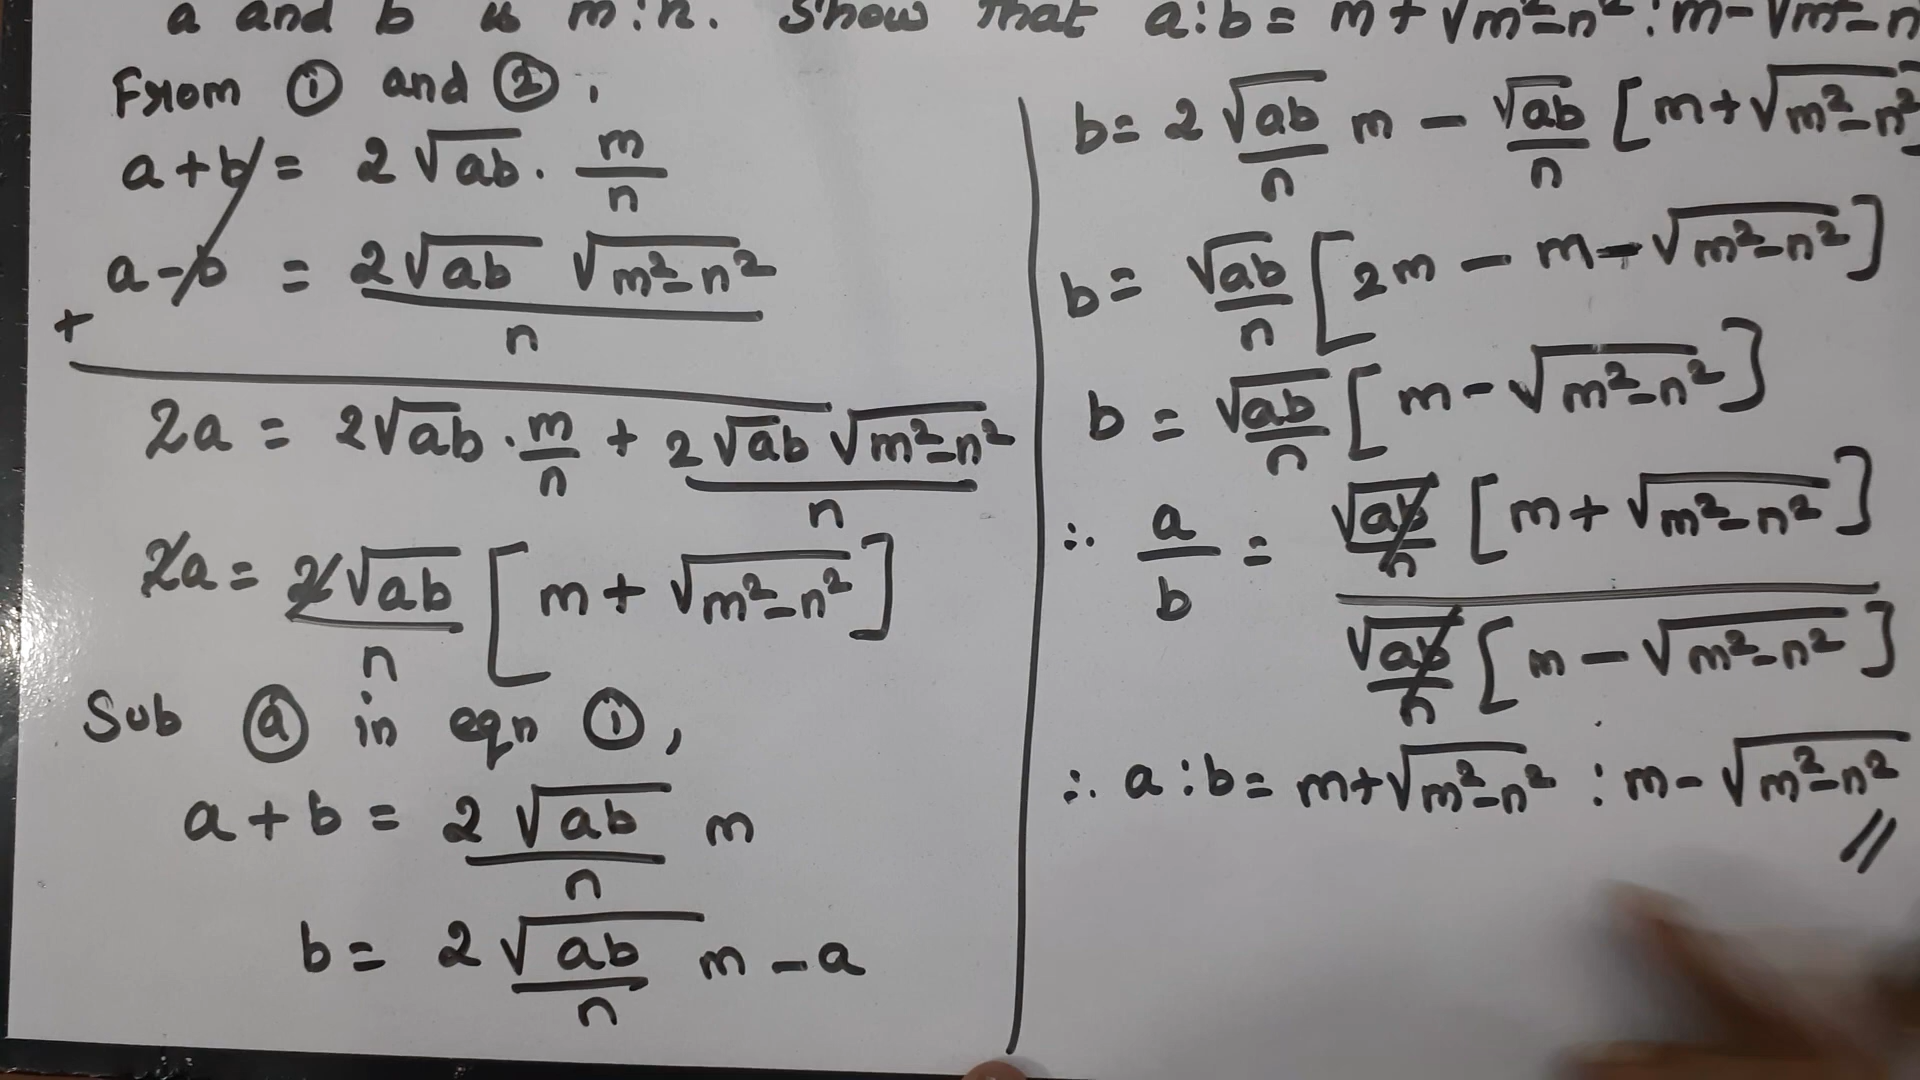 a and b is m:n. Show that a:b= m+√m²-n² : m-√m²-n
From ① and ②,
a+b = 2√ab . m/n
a-b = 2√ab √m²-n² / n
+
2a = 2√ab . m/n + 2√ab √m²-n² / n
2a = 2√ab / n [m+√m²-n²]
Sub ⓐ in eqn ①,
a+b = 2√ab / n m
b = 2√ab / n m - a
b = 2√ab / n m - √ab / n [m+√m²-n²]
b = √ab / n [2m - m - √m²-n²]
b = √ab / n [m-√m²-n²]
∴ a/b = √ab / n [m+√m²-n²]
√ab / n [m-√m²-n²]
∴ a:b = m+√m²-n² : m-√m²-n² //